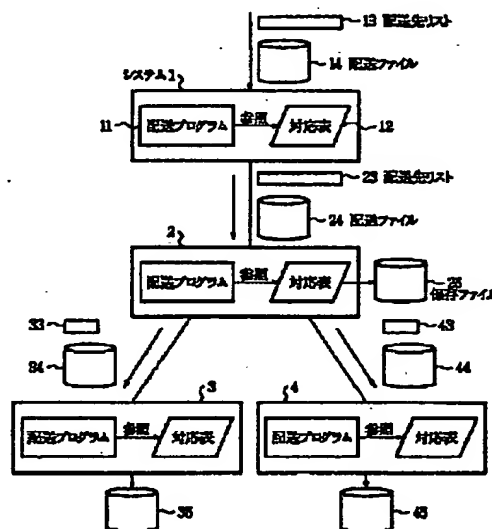 13 配送先リスト
14 配送ファイル
システム1
11 配送プログラム 参照 対応表 12
23 配送先リスト
24 配送ファイル
2
配送プログラム 参照 対応表
25
保存ファイル
33
43
34
44
3
4
配送プログラム 参照 対応表
配送プログラム 参照 対応表
35
45